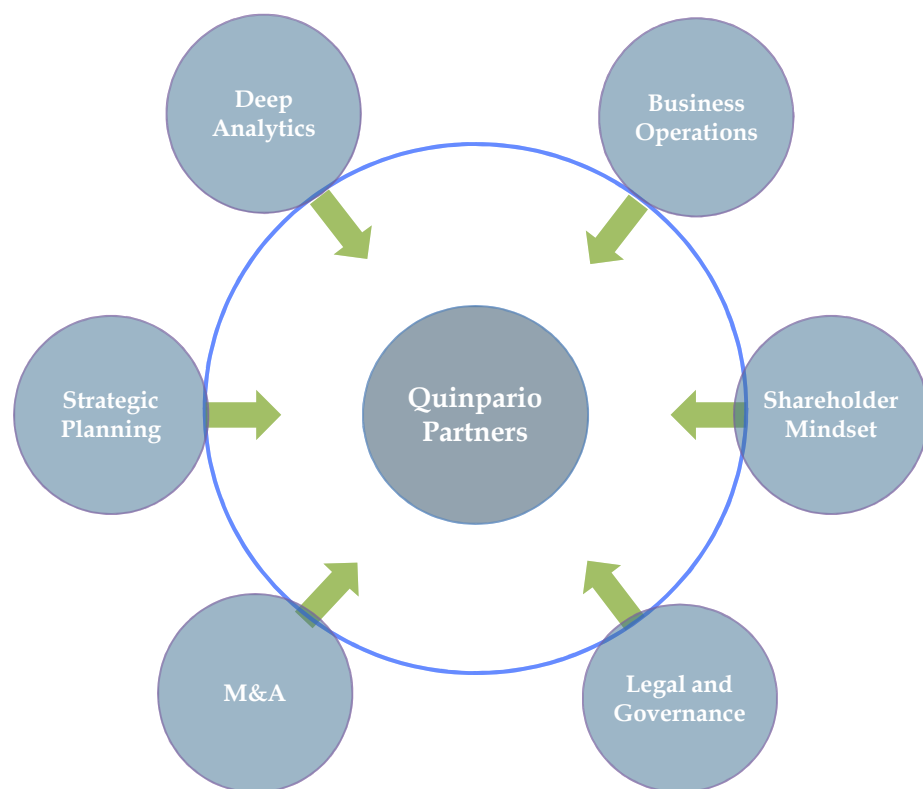 Deep
Analytics
Business
Operations
Strategic
Planning
Quinpario
Partners
Shareholder
Mindset
M&A
Legal and
Governance